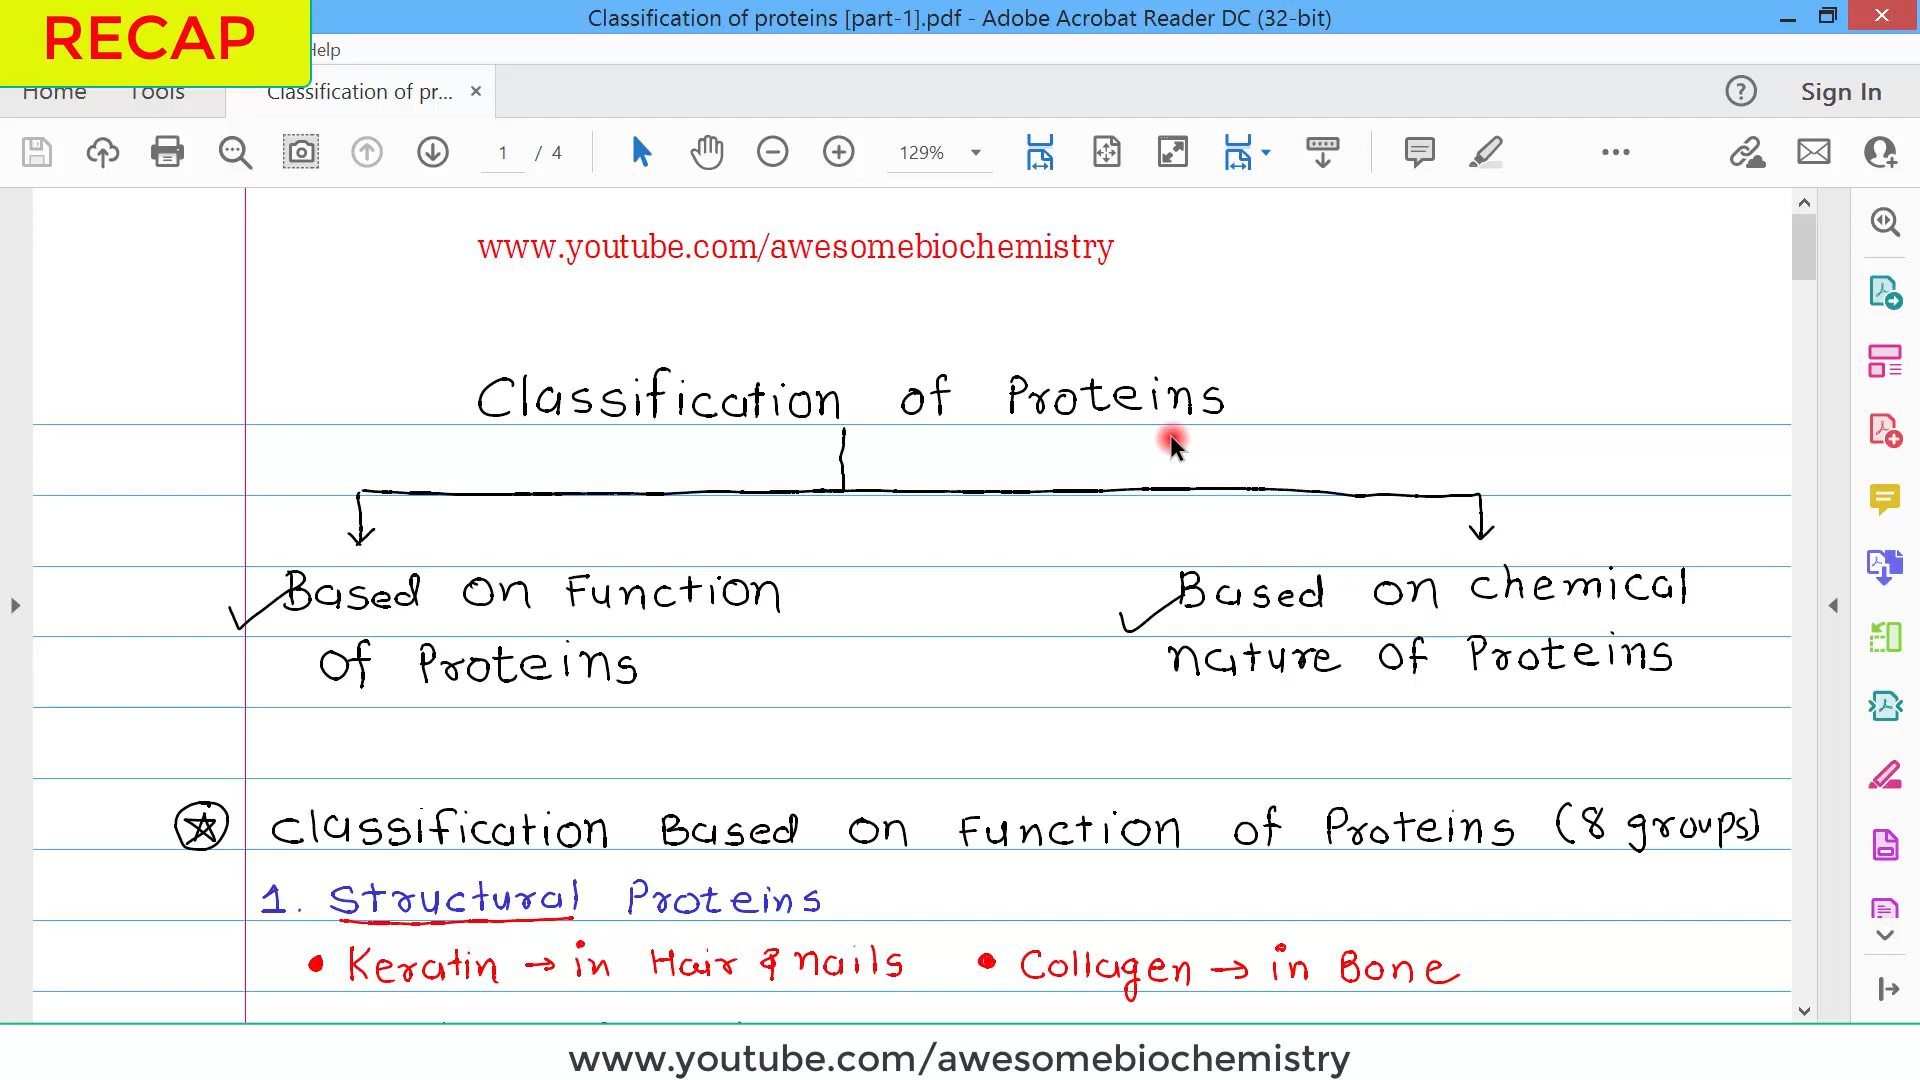 RECAP
Classification of proteins [part-1].pdf - Adobe Acrobat Reader DC (32-bit)
Help
Home Tools Classification of pr... × Sign In
1 / 4 129%
www.youtube.com/awesomebiochemistry
Classification of Proteins
Based on Function
of Proteins
Based on chemical
nature of Proteins
Classification Based on Function of Proteins (8 groups)
1. Structural Proteins
• Keratin → in Hair & nails • Collagen → in Bone
www.youtube.com/awesomebiochemistry